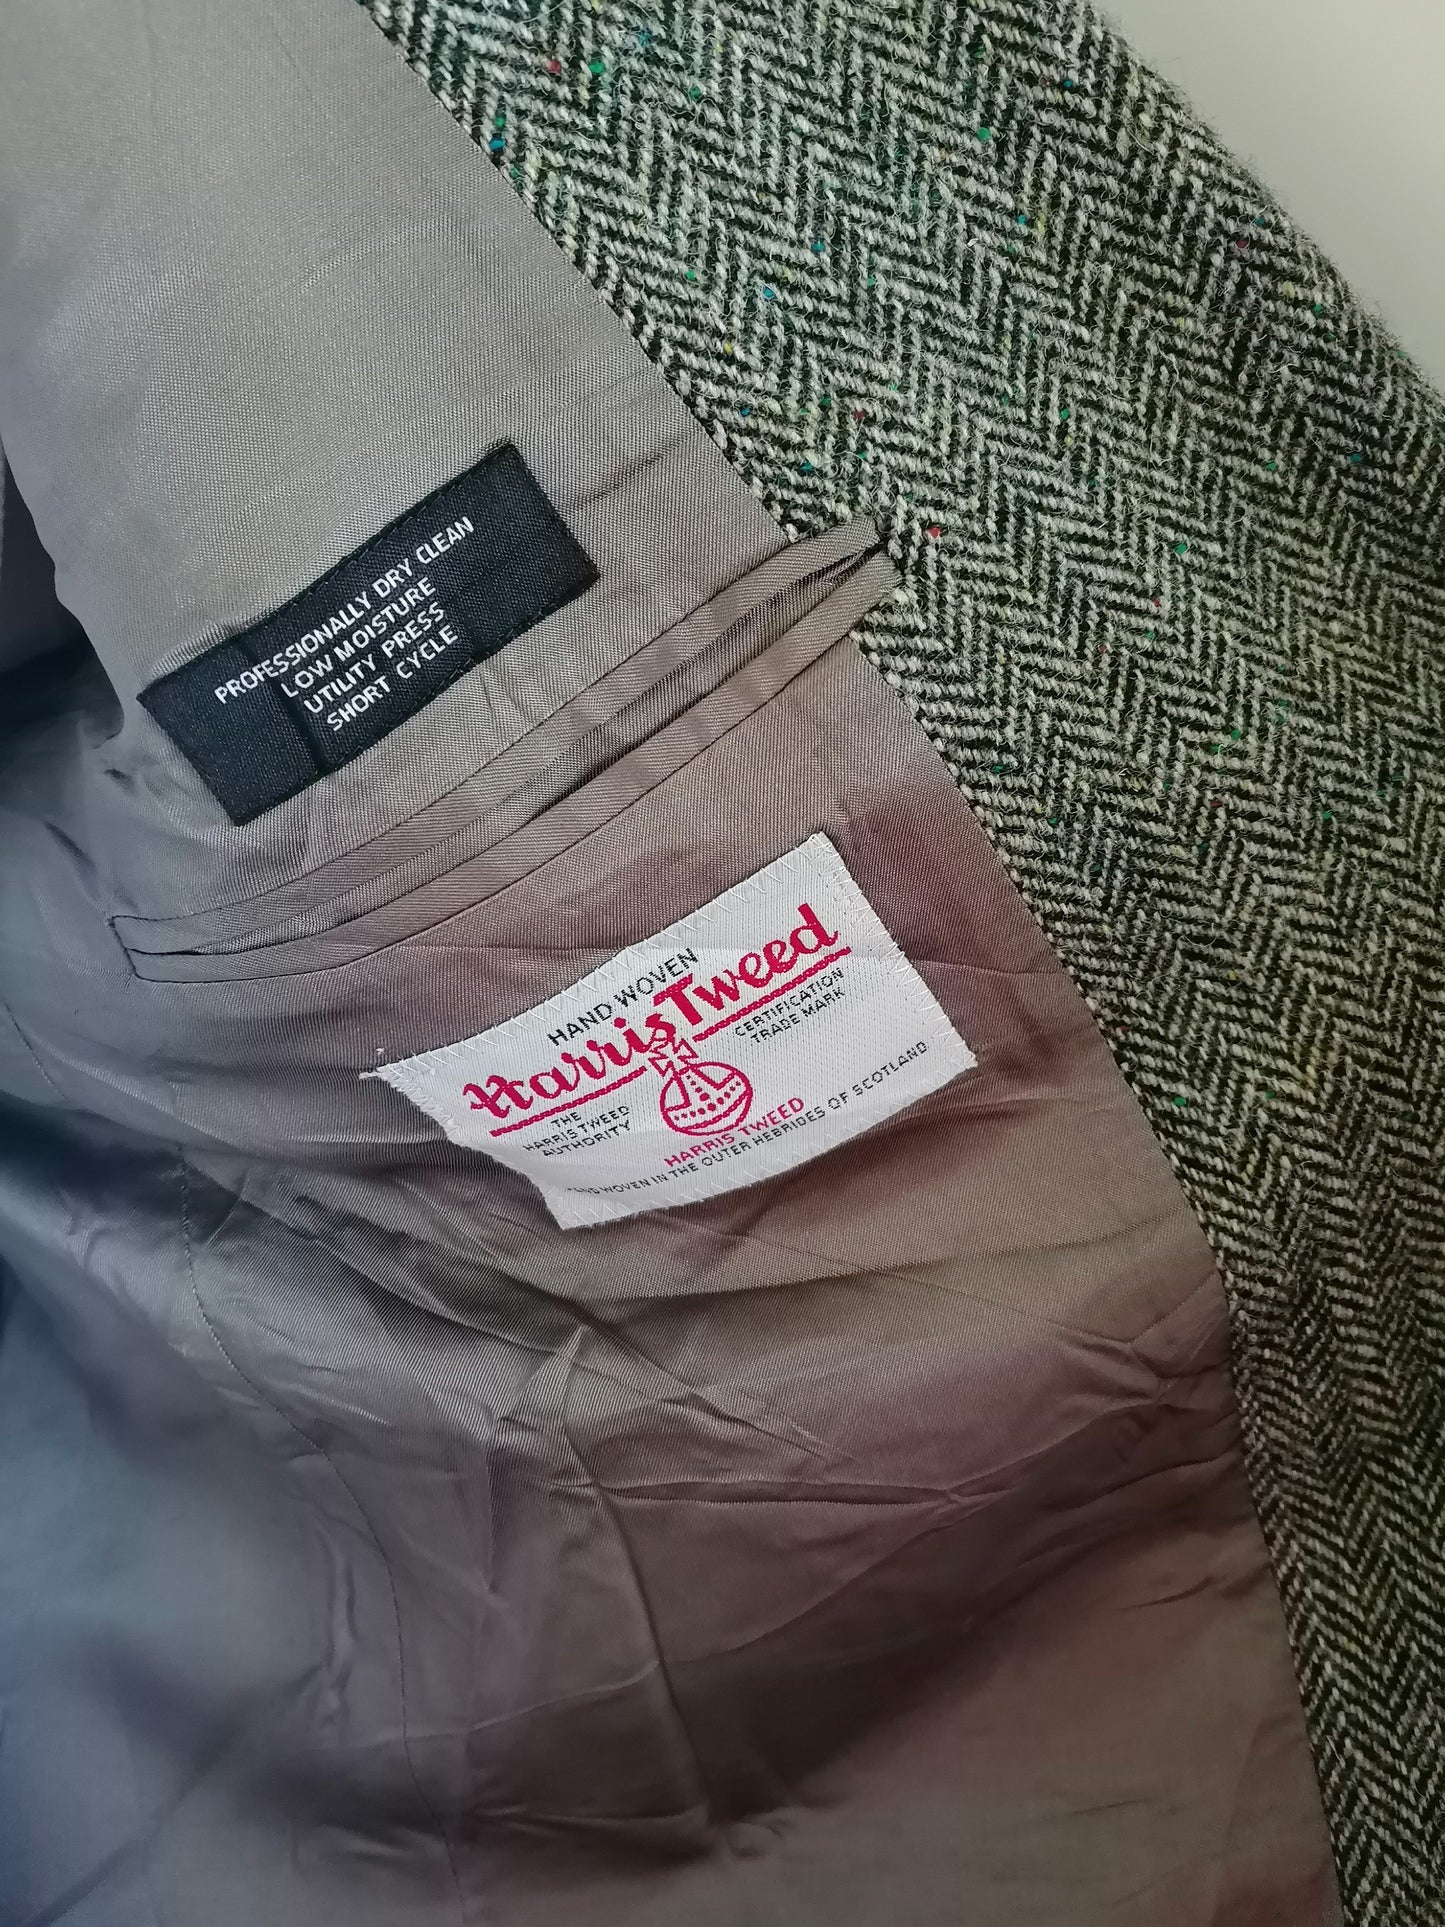 PROFESSIONALLY DRY CLEAN
LOW MOISTURE
UTILITY PRESS
SHORT CYCLE
HAND WOVEN
Harris Tweed
THE
HARRIS TWEED
AUTHORITY
CERTIFICATION
TRADE MARK
HARRIS TWEED
HAND WOVEN IN THE OUTER HEBRIDES OF SCOTLAND